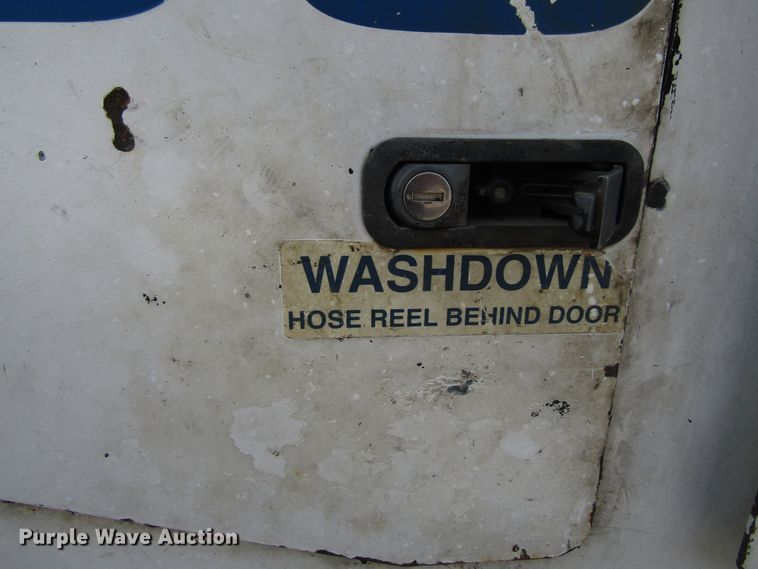 WASHDOWN
HOSE REEL BEHIND DOOR
Purple Wave Auction